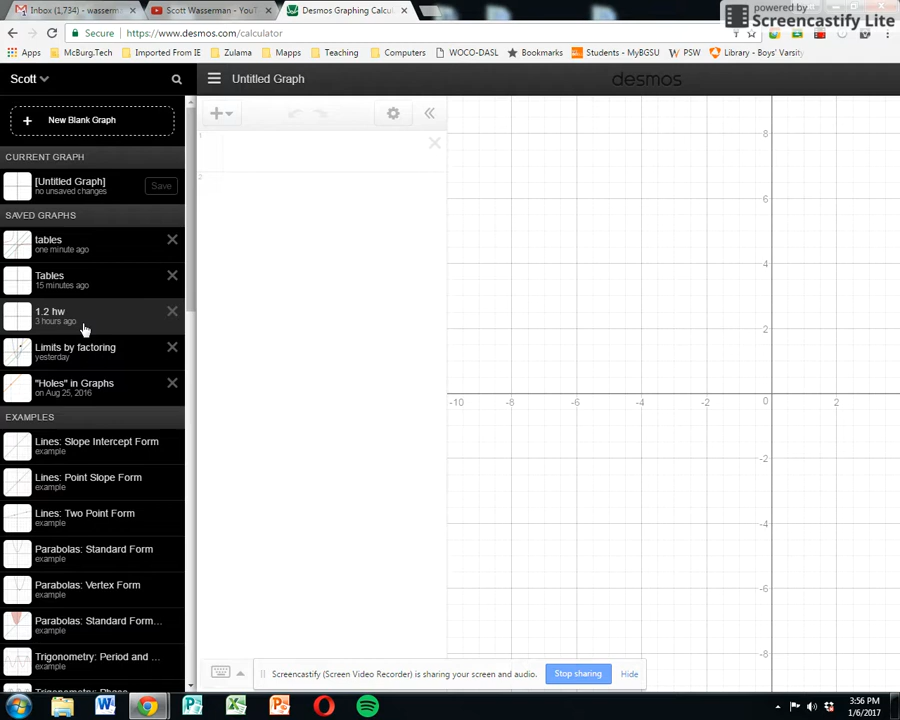 Inbox (1,734) - wasserm
Scott Wasserman - YouT
Desmos Graphing Calcul
powered by
Screencastify Lite
Secure
https://www.desmos.com/calculator
Apps
McBurg.Tech
Imported From IE
Zulama
Maps
Teaching
Computers
WOCO-DASL
Bookmarks
Students - MyBGSU
PSW
Library - Boys' Varsity
Scott
Untitled Graph
desmos
New Blank Graph
CURRENT GRAPH
[Untitled Graph]
no unsaved changes
Save
SAVED GRAPHS
tables
one minute ago
Tables
15 minutes ago
1.2 hw
3 hours ago
Limits by factoring
yesterday
"Holes" in Graphs
on Aug 25, 2016
EXAMPLES
Lines: Slope Intercept Form
example
Lines: Point Slope Form
example
Lines: Two Point Form
example
Parabolas: Standard Form
example
Parabolas: Vertex Form
example
Parabolas: Standard Form...
example
Trigonometry: Period and ...
example
1
2
8
6
4
2
-10
-8
-6
-4
-2
0
2
-2
-4
-6
-8
Screencastify (Screen Video Recorder) is sharing your screen and audio.
Stop sharing
Hide
3:56 PM
1/6/2017